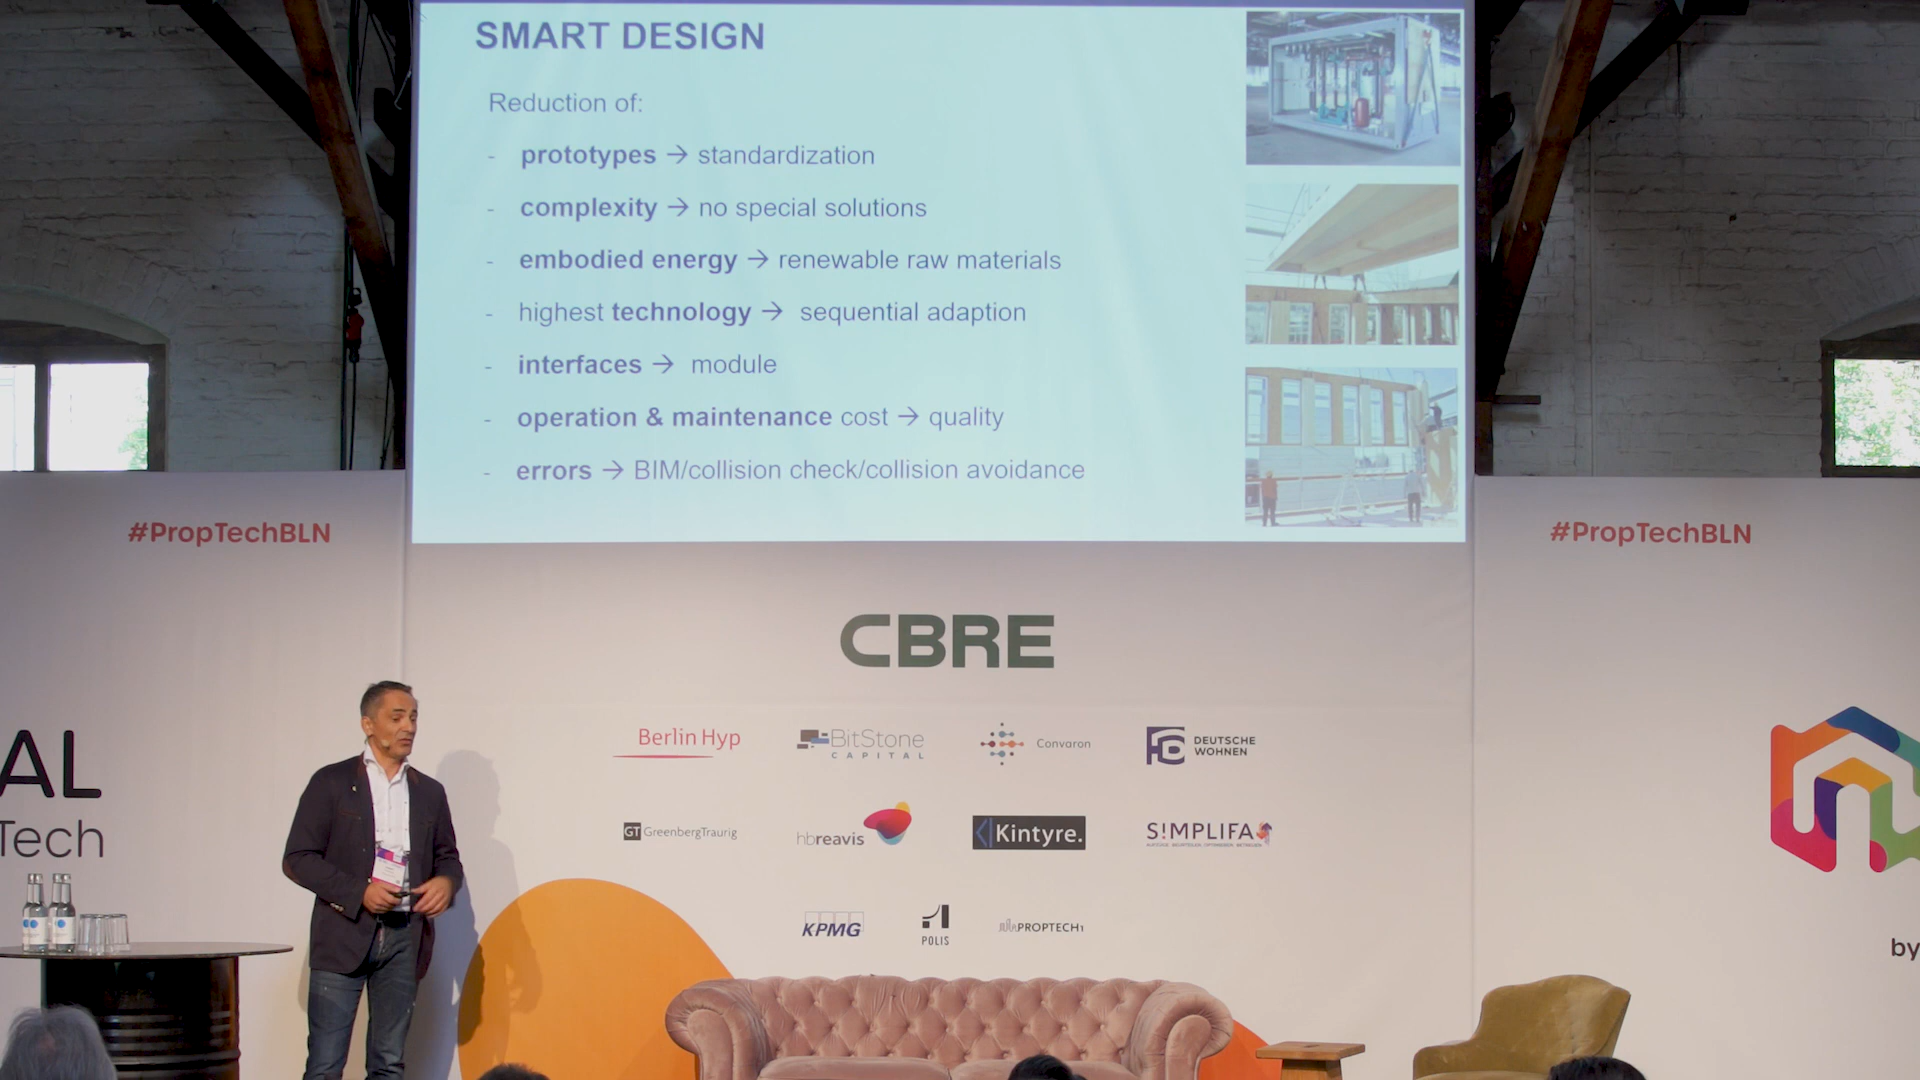 SMART DESIGN
Reduction of:
- prototypes → standardization
- complexity → no special solutions
- embodied energy → renewable raw materials
- highest technology → sequential adaption
- interfaces → module
- operation & maintenance cost → quality
- errors → BIM/collision check/collision avoidance
#PropTechBLN
#PropTechBLN
CBRE
AL
Tech
Berlin Hyp
BitStone
CAPITAL
Convaron
DEUTSCHE
WOHNEN
GT GreenbergTraurig
hbreavis
Kintyre.
S!MPLIFA
KPMG
POLIS
PROPTECH1
by